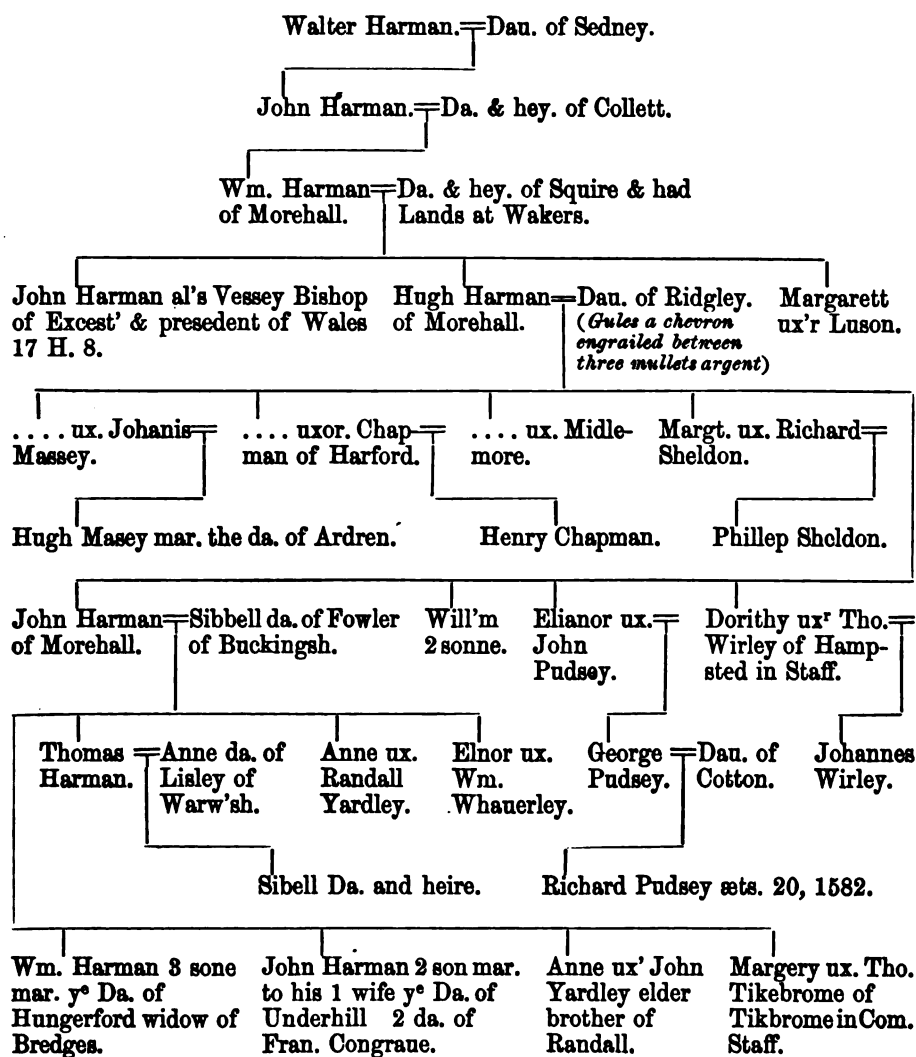 Walter Harman.=Dau. of Sedney.
John Harman.=Da. & hey. of Collett.
Wm. Harman=Da. & hey. of Squire & had
of Morehall. Lands at Wakers.
John Harman al's Vessey Bishop
of Excest' & presedent of Wales
17 H. 8.
Hugh Harman=Dau. of Ridgley.
of Morehall. (Gules a chevron
engrailed between
three mullets argent)
Margarett
ux'r Luson.
.... ux. Johanis=
Massey.
.... uxor. Chap-=
man of Harford.
.... ux. Midle-
more.
Margt. ux. Richard=
Sheldon.
Hugh Masey mar. the da. of Ardren.
Henry Chapman.
Phillep Sheldon.
John Harman=Sibbell da. of Fowler
of Morehall. of Buckingsh.
Will'm
2 sonne.
Elianor ux.=
John
Pudsey.
Dorithy uxʳ Tho.=
Wirley of Hamp-
sted in Staff.
Thomas =Anne da. of
Harman. Lisley of
Warw'sh.
Anne ux.
Randall
Yardley.
Elnor ux.
Wm.
Whauerley.
George =Dau. of
Pudsey. Cotton.
Johannes
Wirley.
Sibell Da. and heire.
Richard Pudsey æts. 20, 1582.
Wm. Harman 3 sone
mar. yᵉ Da. of
Hungerford widow of
Bredges.
John Harman 2 son mar.
to his 1 wife yᵉ Da. of
Underhill 2 da. of
Fran. Congraue.
Anne ux' John
Yardley elder
brother of
Randall.
Margery ux. Tho.
Tikebrome of
Tikbrome in Com.
Staff.